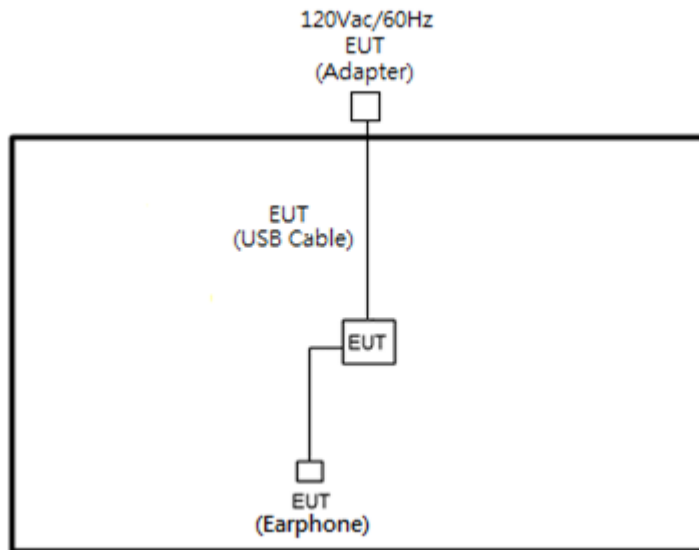 120Vac/60Hz
EUT
(Adapter)
EUT
(USB Cable)
EUT
EUT
(Earphone)